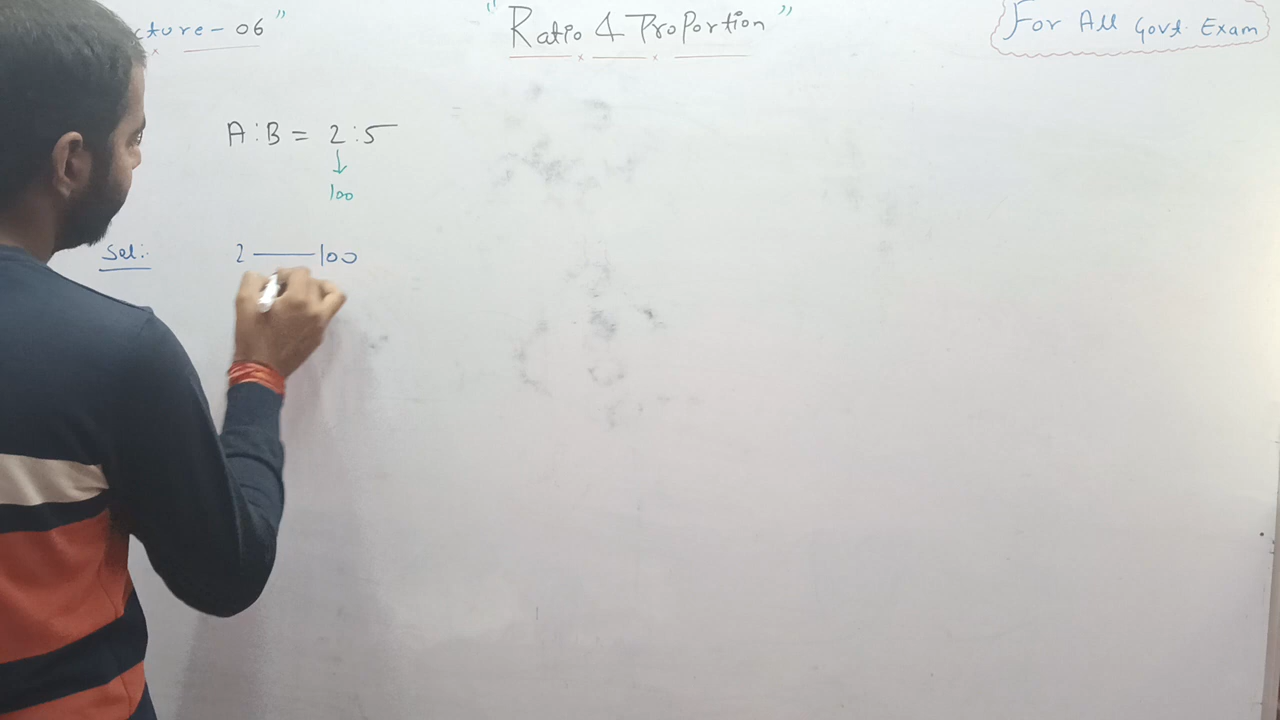 cture - 06 "
" Ratio & Proportion "
For All Govt. Exam
A : B = 2 : 5
↓
100
Sol:.
2 —— 100